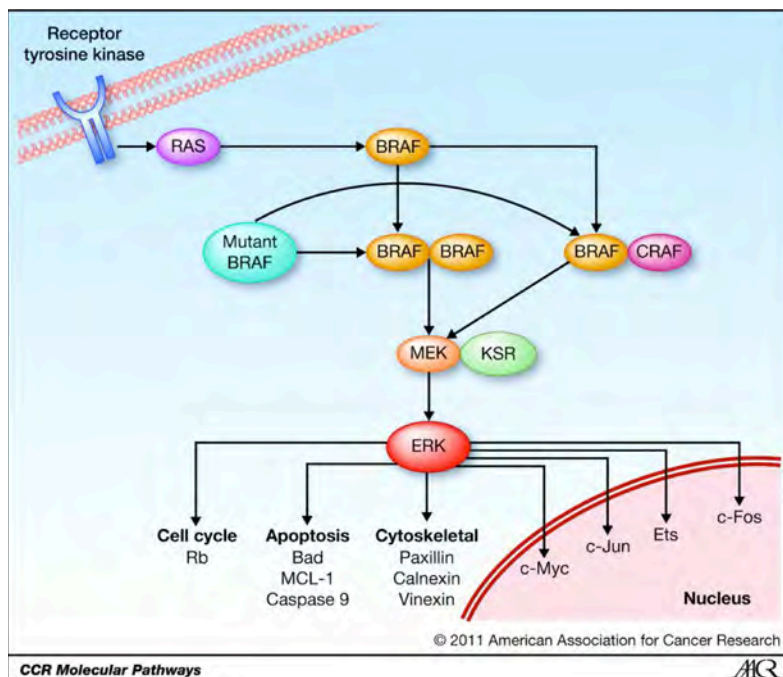 Receptor
tyrosine kinase
RAS
BRAF
Mutant
BRAF
BRAF
BRAF
BRAF
CRAF
MEK
KSR
ERK
Cell cycle
Rb
Apoptosis
Bad
MCL-1
Caspase 9
Cytoskeletal
Paxillin
Calnexin
Vinexin
c-Myc
c-Jun
Ets
c-Fos
Nucleus
© 2011 American Association for Cancer Research
CCR Molecular Pathways
AACR